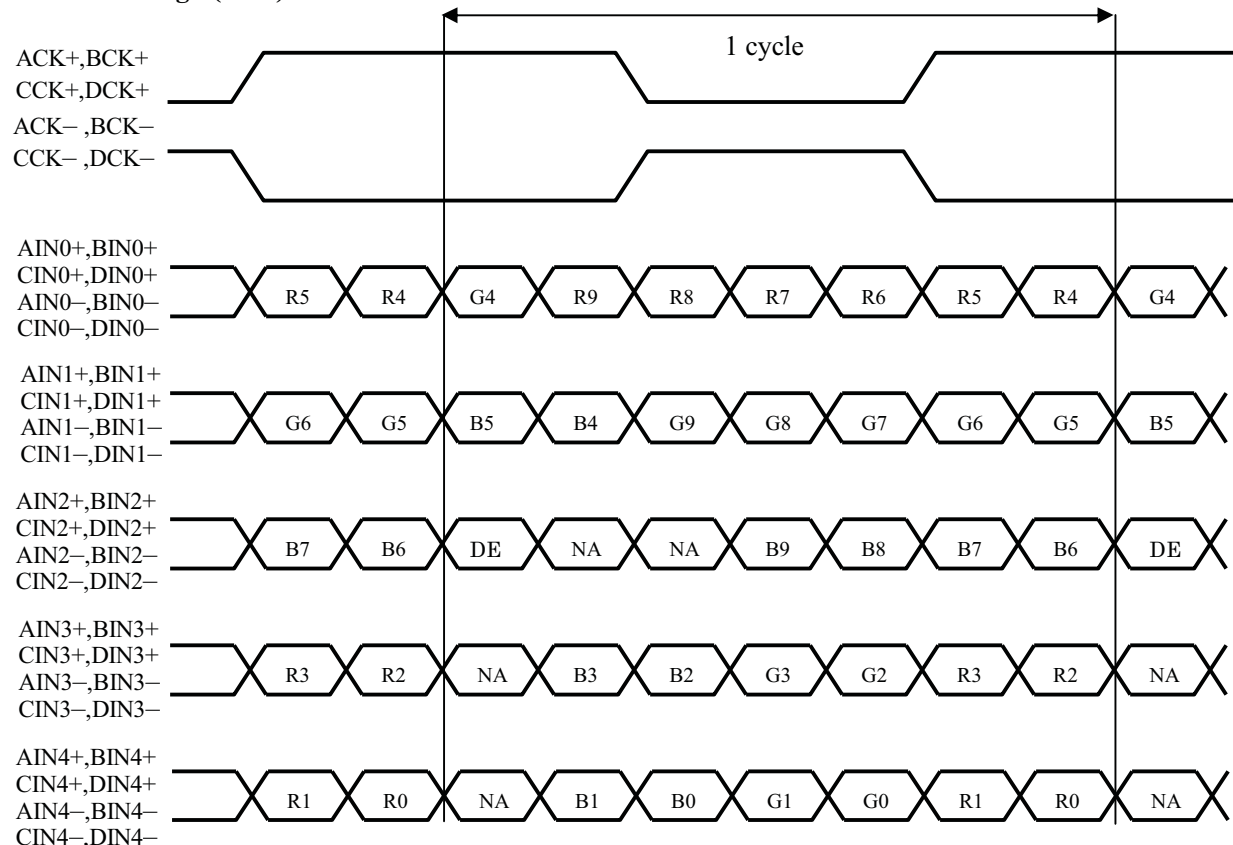 1 cycle
ACK+,BCK+
CCK+,DCK+
ACK− ,BCK−
CCK− ,DCK−
AIN0+,BIN0+
CIN0+,DIN0+
AIN0−,BIN0−
CIN0−,DIN0−
R5 R4 G4 R9 R8 R7 R6 R5 R4 G4
AIN1+,BIN1+
CIN1+,DIN1+
AIN1−,BIN1−
CIN1−,DIN1−
G6 G5 B5 B4 G9 G8 G7 G6 G5 B5
AIN2+,BIN2+
CIN2+,DIN2+
AIN2−,BIN2−
CIN2−,DIN2−
B7 B6 DE NA NA B9 B8 B7 B6 DE
AIN3+,BIN3+
CIN3+,DIN3+
AIN3−,BIN3−
CIN3−,DIN3−
R3 R2 NA B3 B2 G3 G2 R3 R2 NA
AIN4+,BIN4+
CIN4+,DIN4+
AIN4−,BIN4−
CIN4−,DIN4−
R1 R0 NA B1 B0 G1 G0 R1 R0 NA